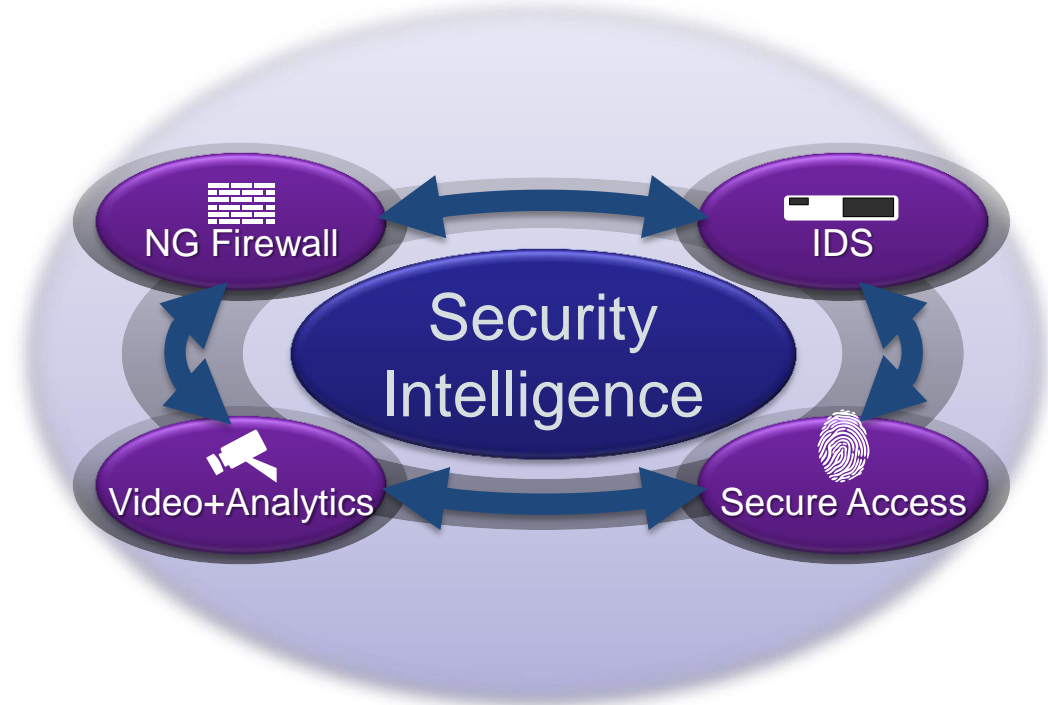 NG Firewall
IDS
Security
Intelligence
Video+Analytics
Secure Access